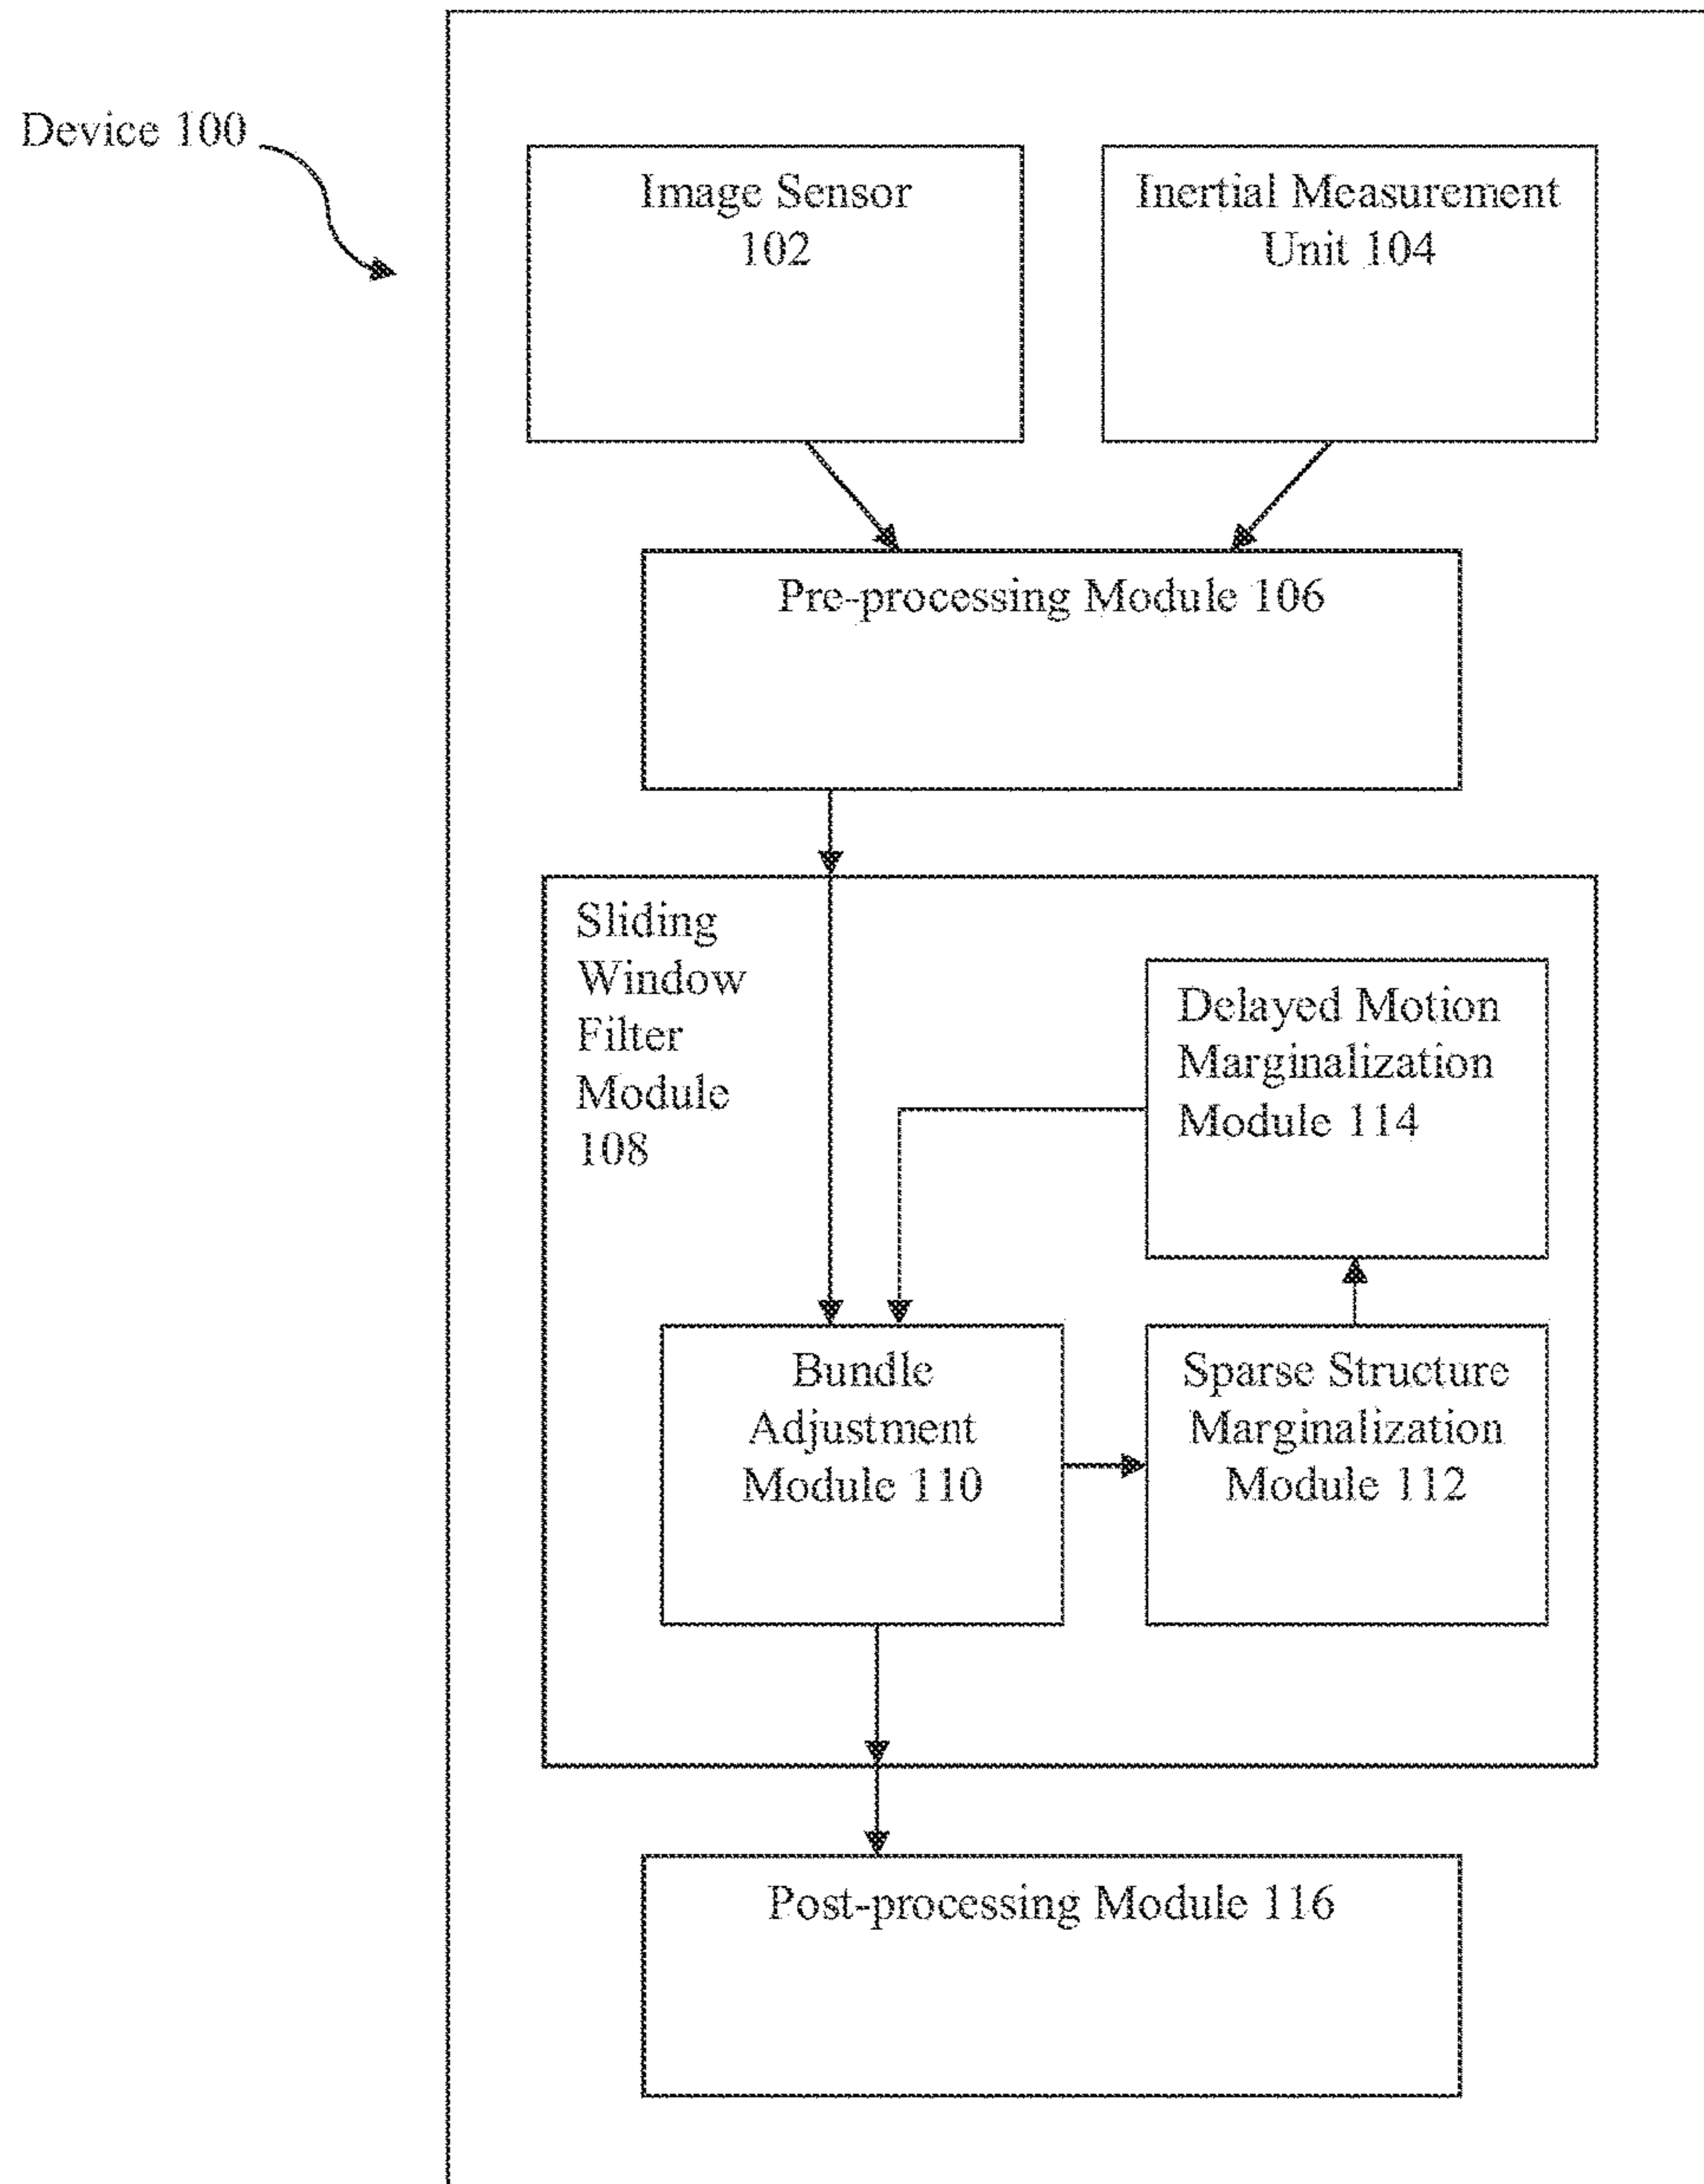 Device 100
Image Sensor
102
Inertial Measurement
Unit 104
Pre-processing Module 106
Sliding
Window
Filter
Module
108
Delayed Motion
Marginalization
Module 114
Bundle
Adjustment
Module 110
Sparse Structure
Marginalization
Module 112
Post-processing Module 116